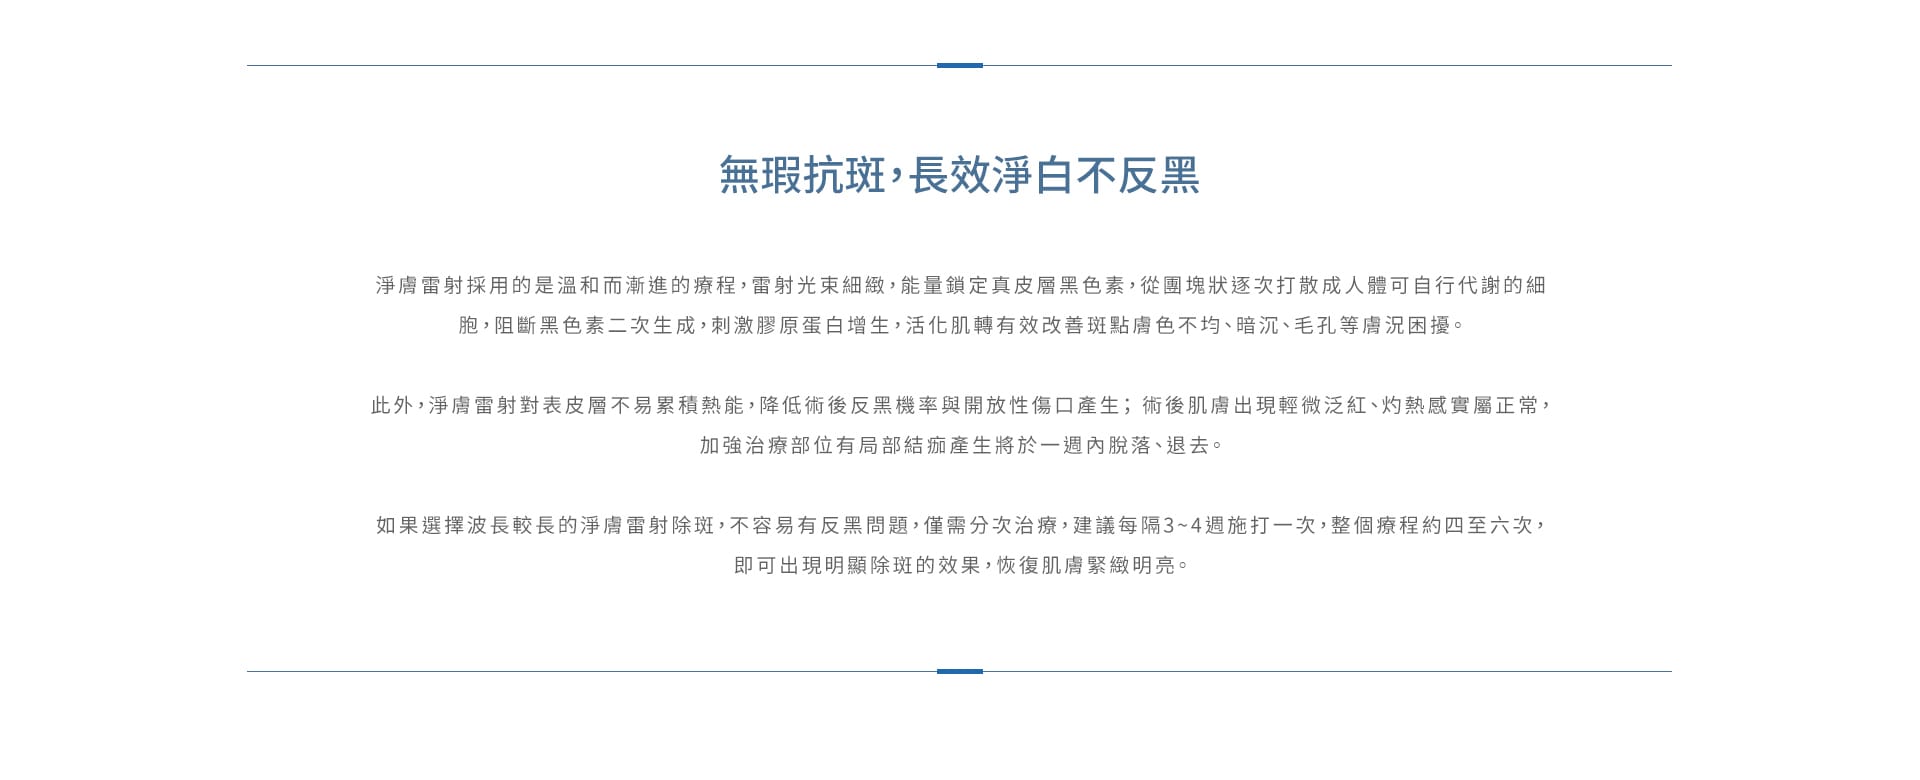 無瑕抗斑，長效淨白不反黑
淨膚雷射採用的是溫和而漸進的療程，雷射光束細緻，能量鎖定真皮層黑色素，從團塊狀逐次打散成人體可自行代謝的細
胞，阻斷黑色素二次生成，刺激膠原蛋白增生，活化肌轉有效改善斑點膚色不均、暗沉、毛孔等膚況困擾。
此外，淨膚雷射對表皮層不易累積熱能，降低術後反黑機率與開放性傷口產生；術後肌膚出現輕微泛紅、灼熱感實屬正常，
加強治療部位有局部結痂產生將於一週內脫落、退去。
如果選擇波長較長的淨膚雷射除斑，不容易有反黑問題，僅需分次治療，建議每隔3~4週施打一次，整個療程約四至六次，
即可出現明顯除斑的效果，恢復肌膚緊緻明亮。